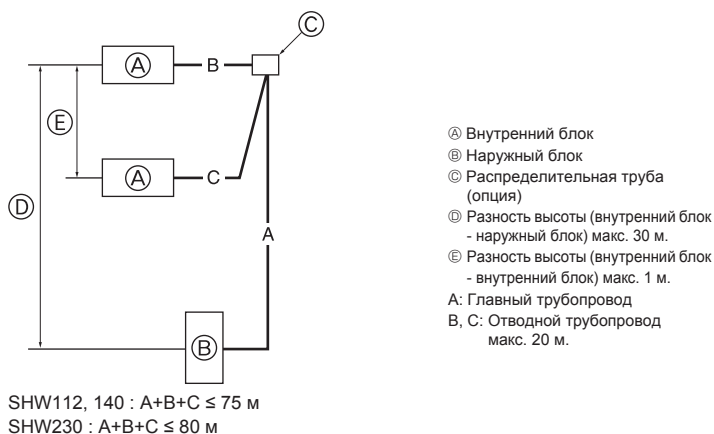 Ⓒ
Ⓐ B
Ⓔ
Ⓐ C
Ⓓ
A
Ⓑ
Ⓐ Внутренний блок
Ⓑ Наружный блок
Ⓒ Распределительная труба
(опция)
Ⓓ Разность высоты (внутренний блок
- наружный блок) макс. 30 м.
Ⓔ Разность высоты (внутренний блок
- внутренний блок) макс. 1 м.
A: Главный трубопровод
B, C: Отводной трубопровод
макс. 20 м.
SHW112, 140 : A+B+C ≤ 75 м
SHW230 : A+B+C ≤ 80 м